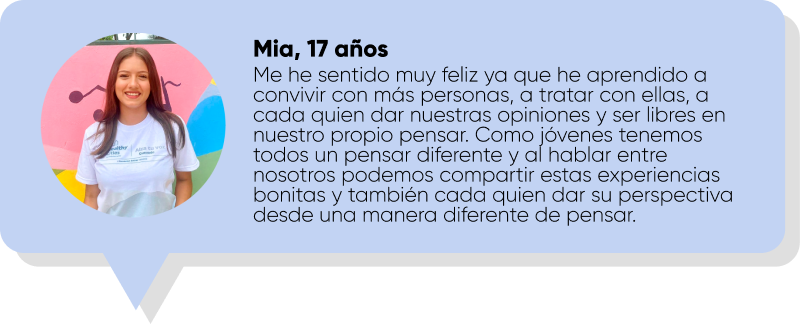 Mia, 17 años
Me he sentido muy feliz ya que he aprendido a
convivir con más personas, a tratar con ellas, a
cada quien dar nuestras opiniones y ser libres en
nuestro propio pensar. Como jóvenes tenemos
todos un pensar diferente y al hablar entre
nosotros podemos compartir estas experiencias
bonitas y también cada quien dar su perspectiva
desde una manera diferente de pensar.